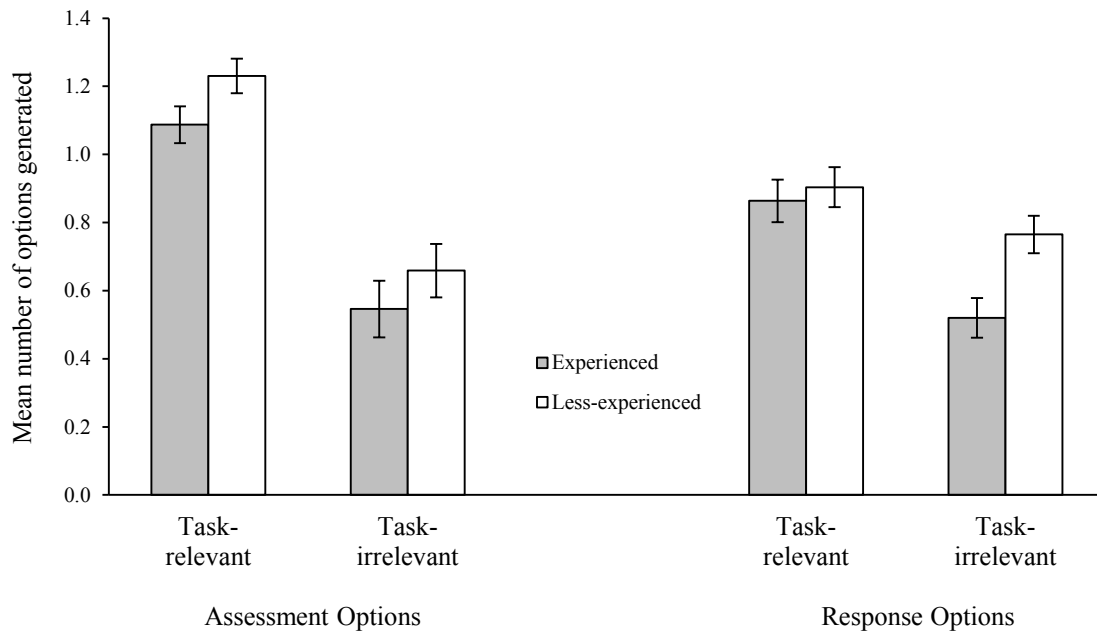 Mean number of options generated
1.4
1.2
1.0
0.8
0.6
0.4
0.2
0.0
Experienced
Less-experienced
Task-
relevant
Task-
irrelevant
Task-
relevant
Task-
irrelevant
Assessment Options
Response Options